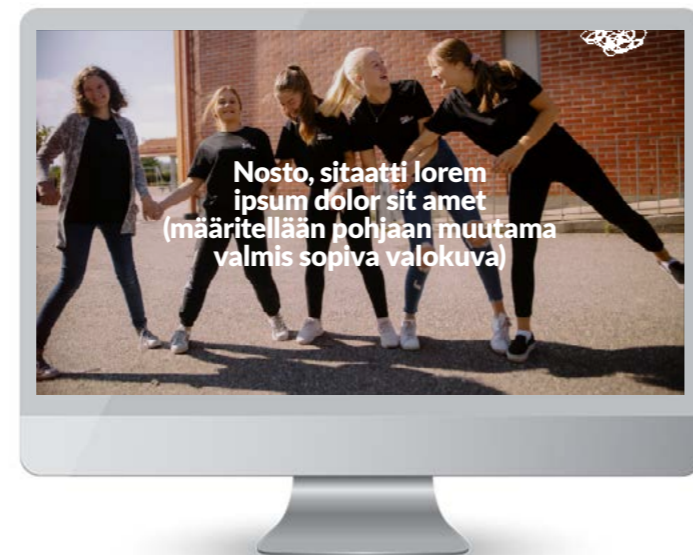 Nosto, sitaatti lorem
ipsum dolor sit amet
(määritellään pohjaan muutama
valmis sopiva valokuva)